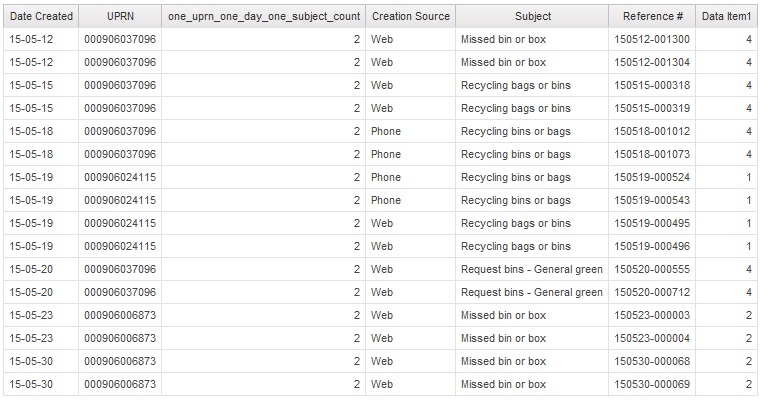 Date Created UPRN one_uprn_one_day_one_subject_count Creation Source Subject Reference # Data Item1
15-05-12 000906037096 2 Web Missed bin or box 150512-001300 4
15-05-12 000906037096 2 Web Missed bin or box 150512-001304 4
15-05-15 000906037096 2 Web Recycling bags or bins 150515-000318 4
15-05-15 000906037096 2 Web Recycling bags or bins 150515-000319 4
15-05-18 000906037096 2 Phone Recycling bins or bags 150518-001012 4
15-05-18 000906037096 2 Phone Recycling bins or bags 150518-001073 4
15-05-19 000906024115 2 Phone Recycling bins or bags 150519-000524 1
15-05-19 000906024115 2 Phone Recycling bins or bags 150519-000543 1
15-05-19 000906024115 2 Web Recycling bags or bins 150519-000495 1
15-05-19 000906024115 2 Web Recycling bags or bins 150519-000496 1
15-05-20 000906037096 2 Web Request bins - General green 150520-000555 4
15-05-20 000906037096 2 Web Request bins - General green 150520-000712 4
15-05-23 000906006873 2 Web Missed bin or box 150523-000003 2
15-05-23 000906006873 2 Web Missed bin or box 150523-000004 2
15-05-30 000906006873 2 Web Missed bin or box 150530-000068 2
15-05-30 000906006873 2 Web Missed bin or box 150530-000069 2